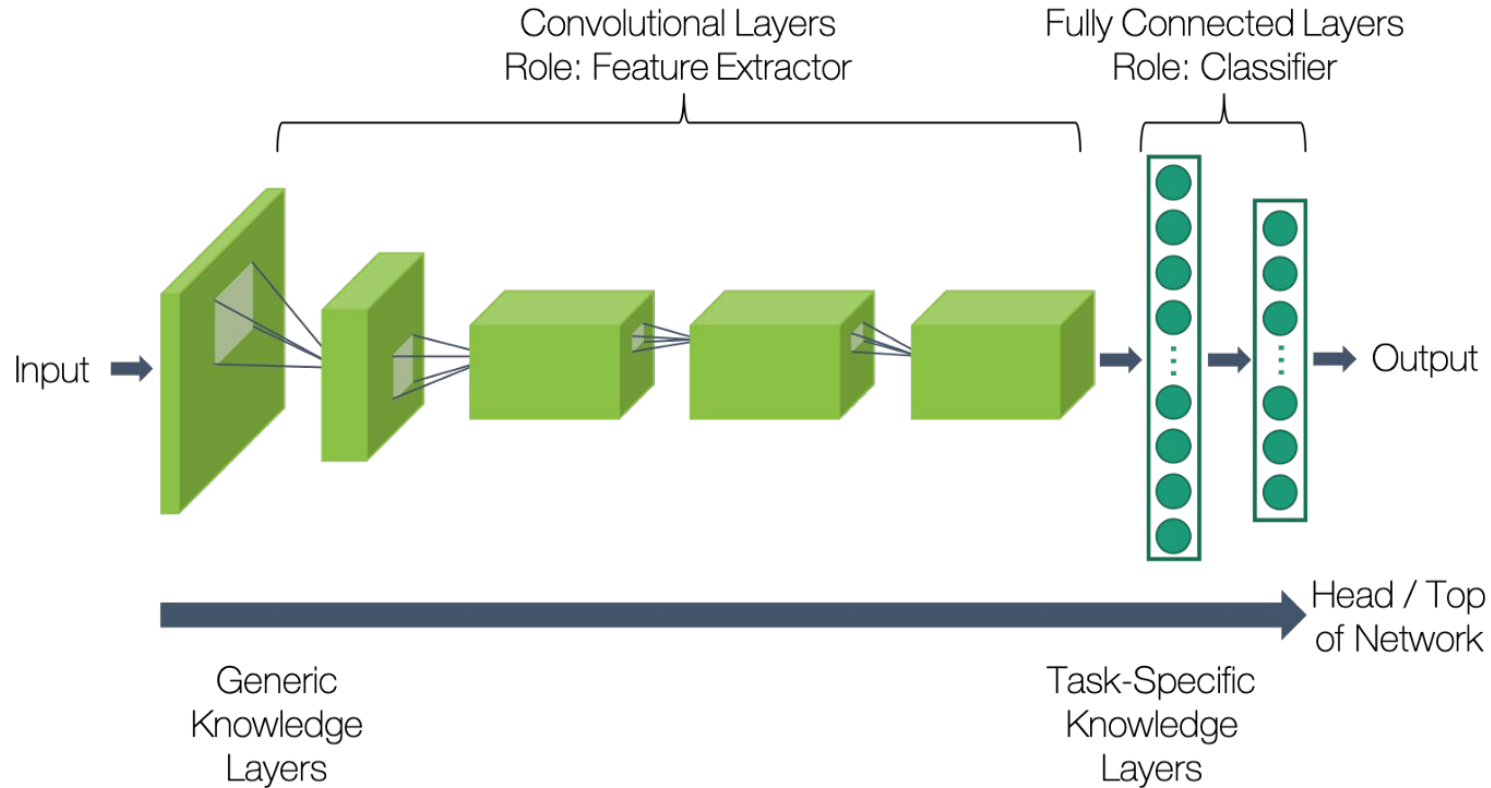 Convolutional Layers
Role: Feature Extractor
Fully Connected Layers
Role: Classifier
Input
Output
Head / Top
of Network
Generic
Knowledge
Layers
Task-Specific
Knowledge
Layers